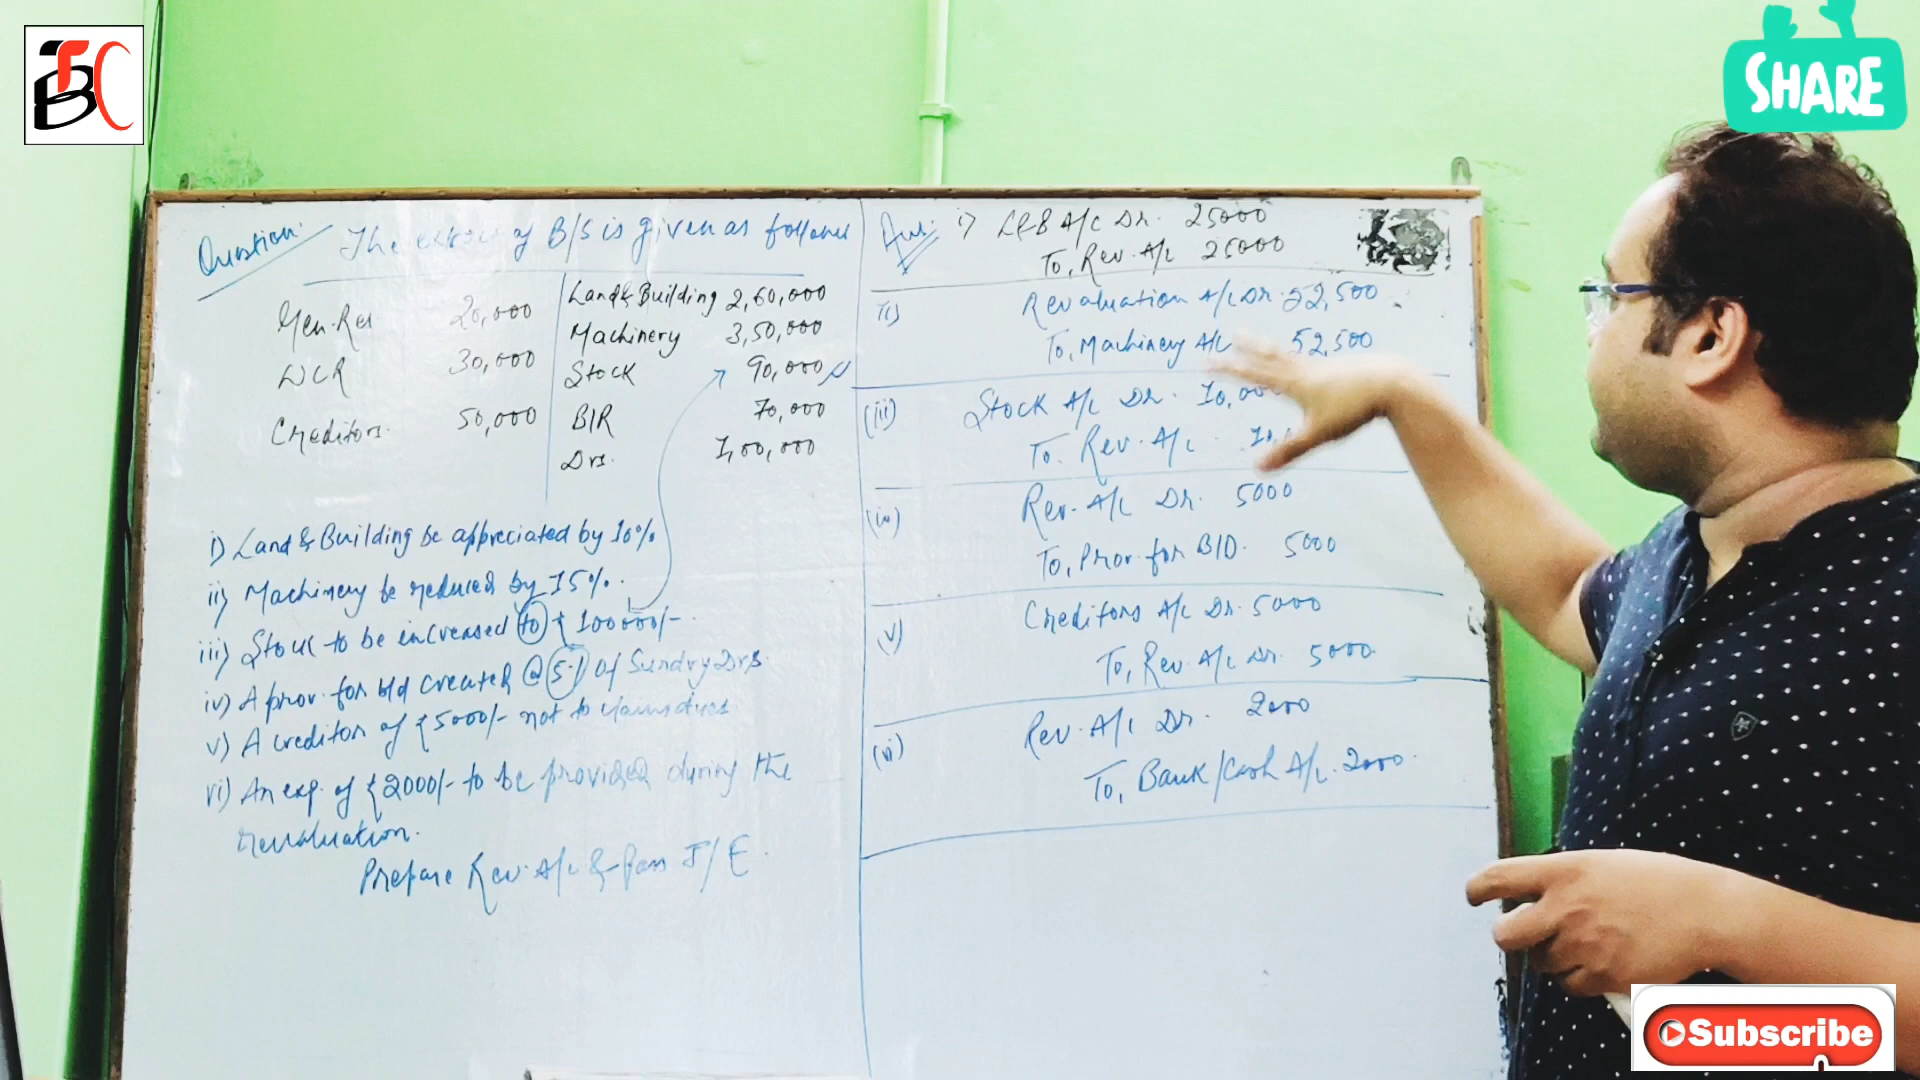 TBC
SHARE
Question:
The extract of B/S is given as follows
Gen. Res. 20,000
WCR 30,000
Creditors. 50,000
Land & Building 2,60,000
Machinery 3,50,000
Stock 90,000
B/R 70,000
Drs. 1,00,000
i) Land & Building be appreciated by 10%
ii) Machinery be reduced by 15%.
iii) Stock to be increased to ₹ 100000/-.
iv) A prov. for b/d created @ 5% of Sundry Drs.
v) A creditor of ₹5000/- not to claims dues.
vi) An exp. of ₹2000/- to be provided during the
revaluation.
Prepare Rev. A/c & Pass J/E.
Ans: i) L&B A/c Dr. 25000
To, Rev. A/c 25000
ii) Revaluation A/c Dr. 52,500
To, Machinery A/c 52,500
(iii) Stock A/c Dr. 10,000
To. Rev. A/c. 10,
(iv) Rev. A/c Dr. 5000
To, Prov. for B/D. 5000
(v) Creditors A/c Dr. 5000
To, Rev. A/c Dr. 5000
(vi) Rev. A/c Dr. 2000
To, Bank/Cash A/c. 2000.
Subscribe